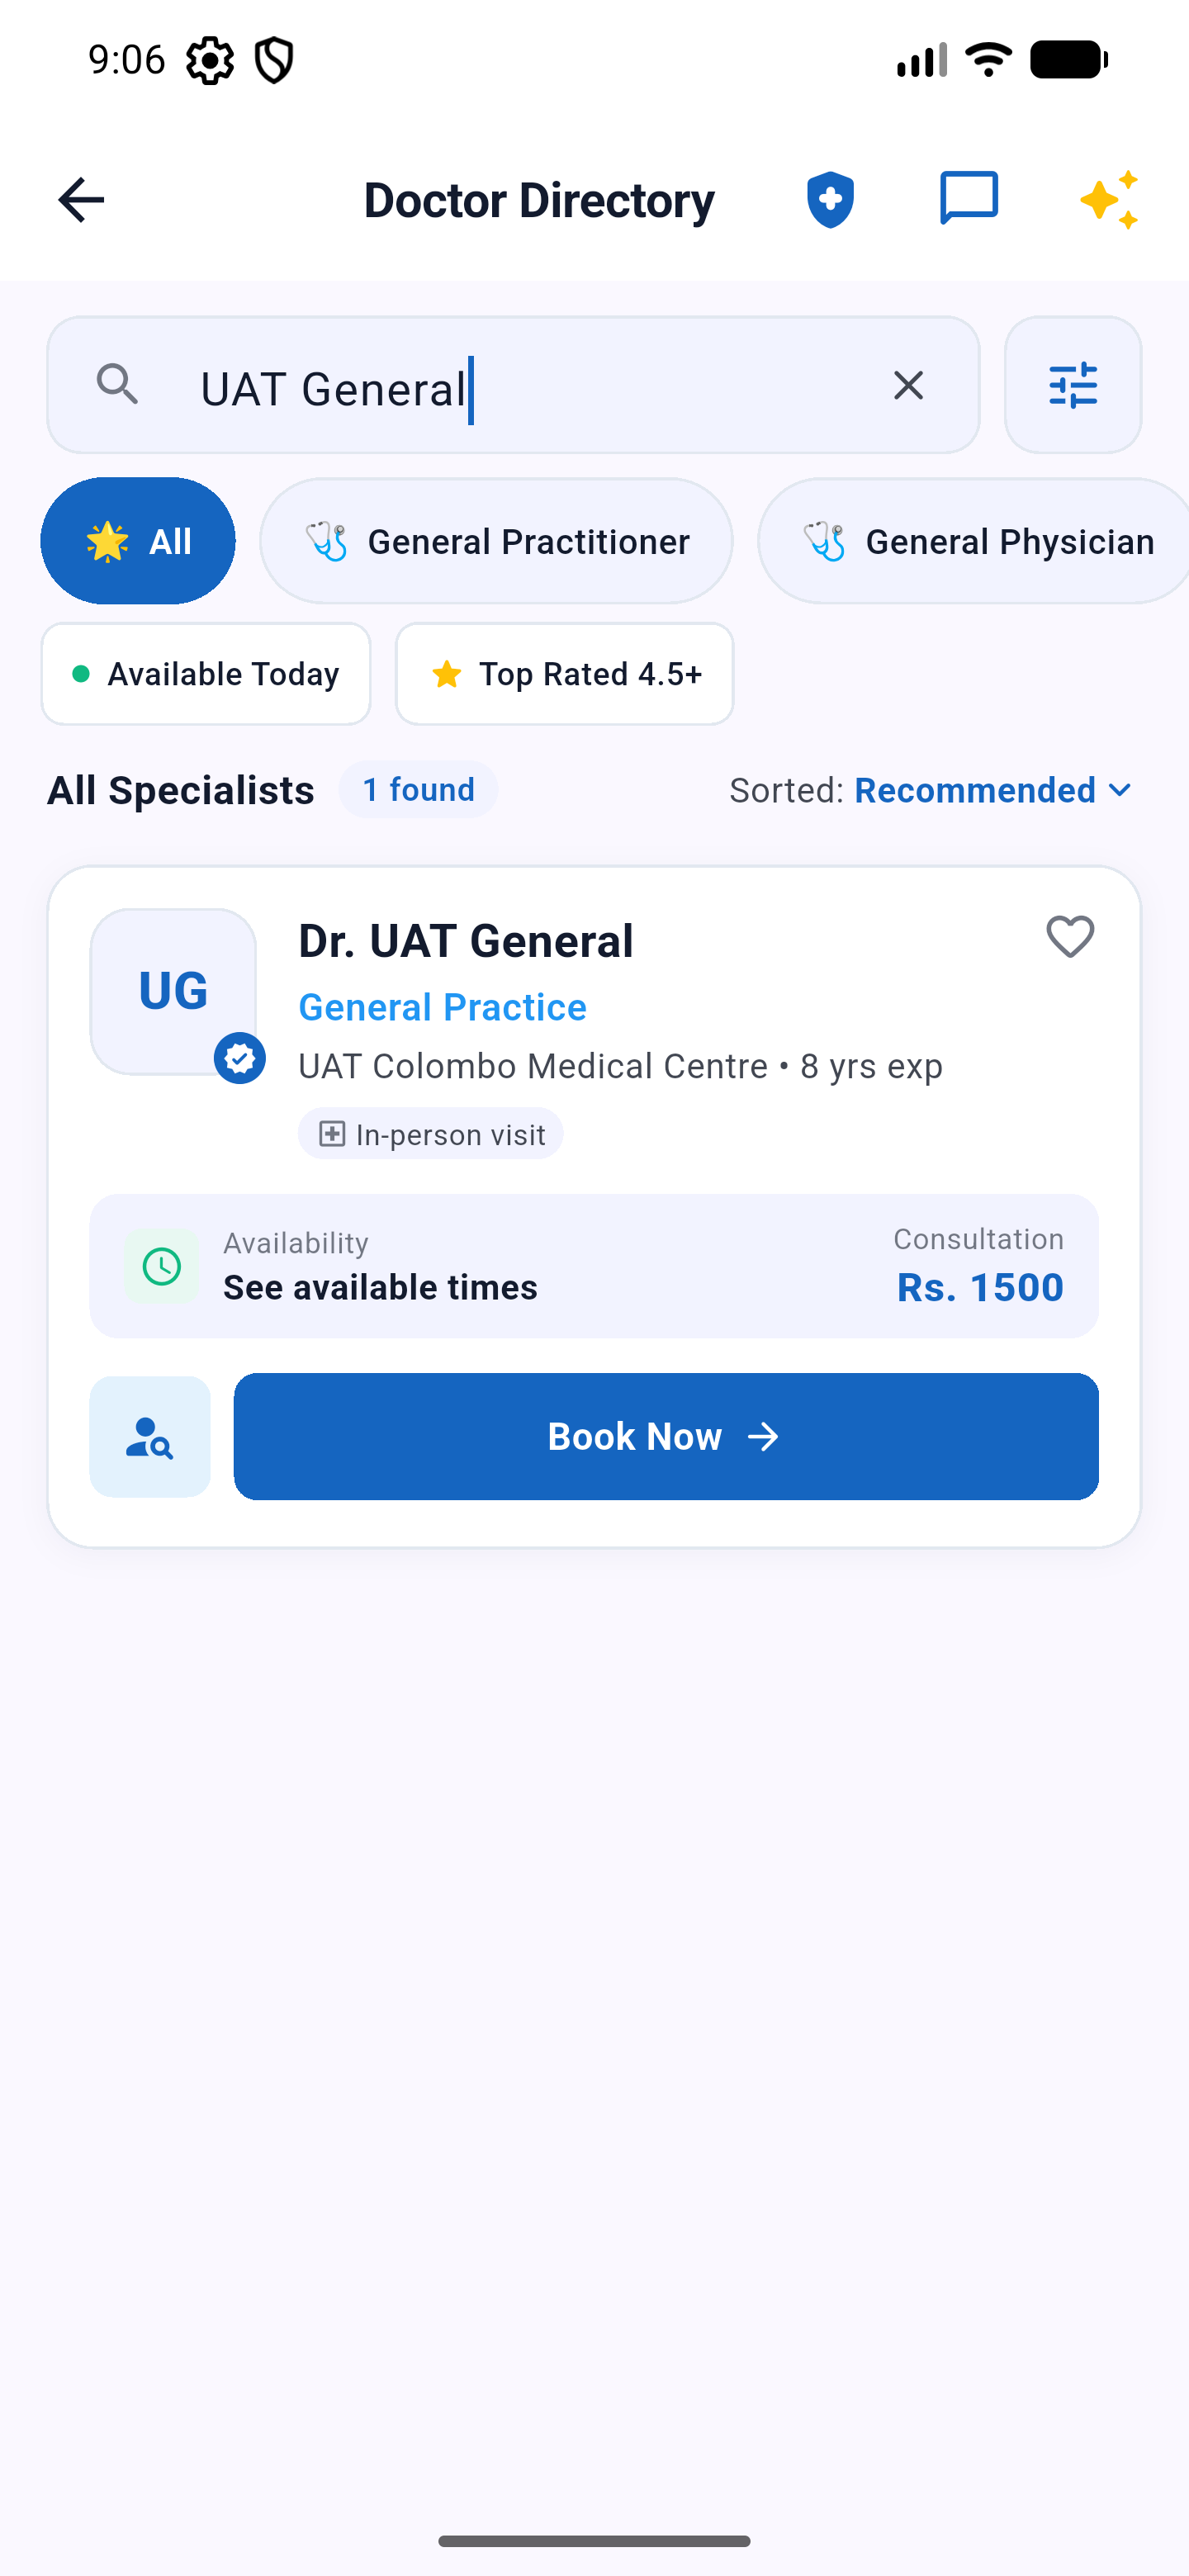 9:06
Doctor Directory
UAT General
🌟 All
🩺 General Practitioner
🩺 General Physician
Available Today
Top Rated 4.5+
All Specialists
1 found
Sorted: Recommended
UG
Dr. UAT General
General Practice
UAT Colombo Medical Centre • 8 yrs exp
In-person visit
Availability
See available times
Consultation
Rs. 1500
Book Now →